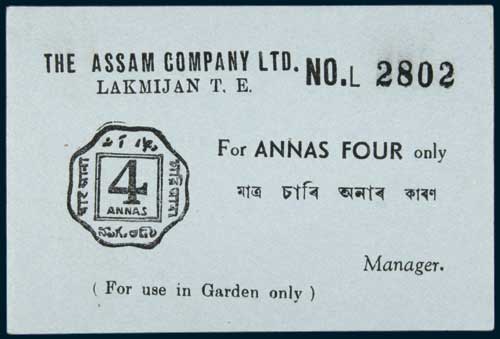 THE ASSAM COMPANY LTD.
LAKMIJAN T. E.
NO.L 2802
For ANNAS FOUR only
মাত্ৰ চাৰি অনাৰ কাৰণ
चार आना
4
ANNAS
Manager.
( For use in Garden only )